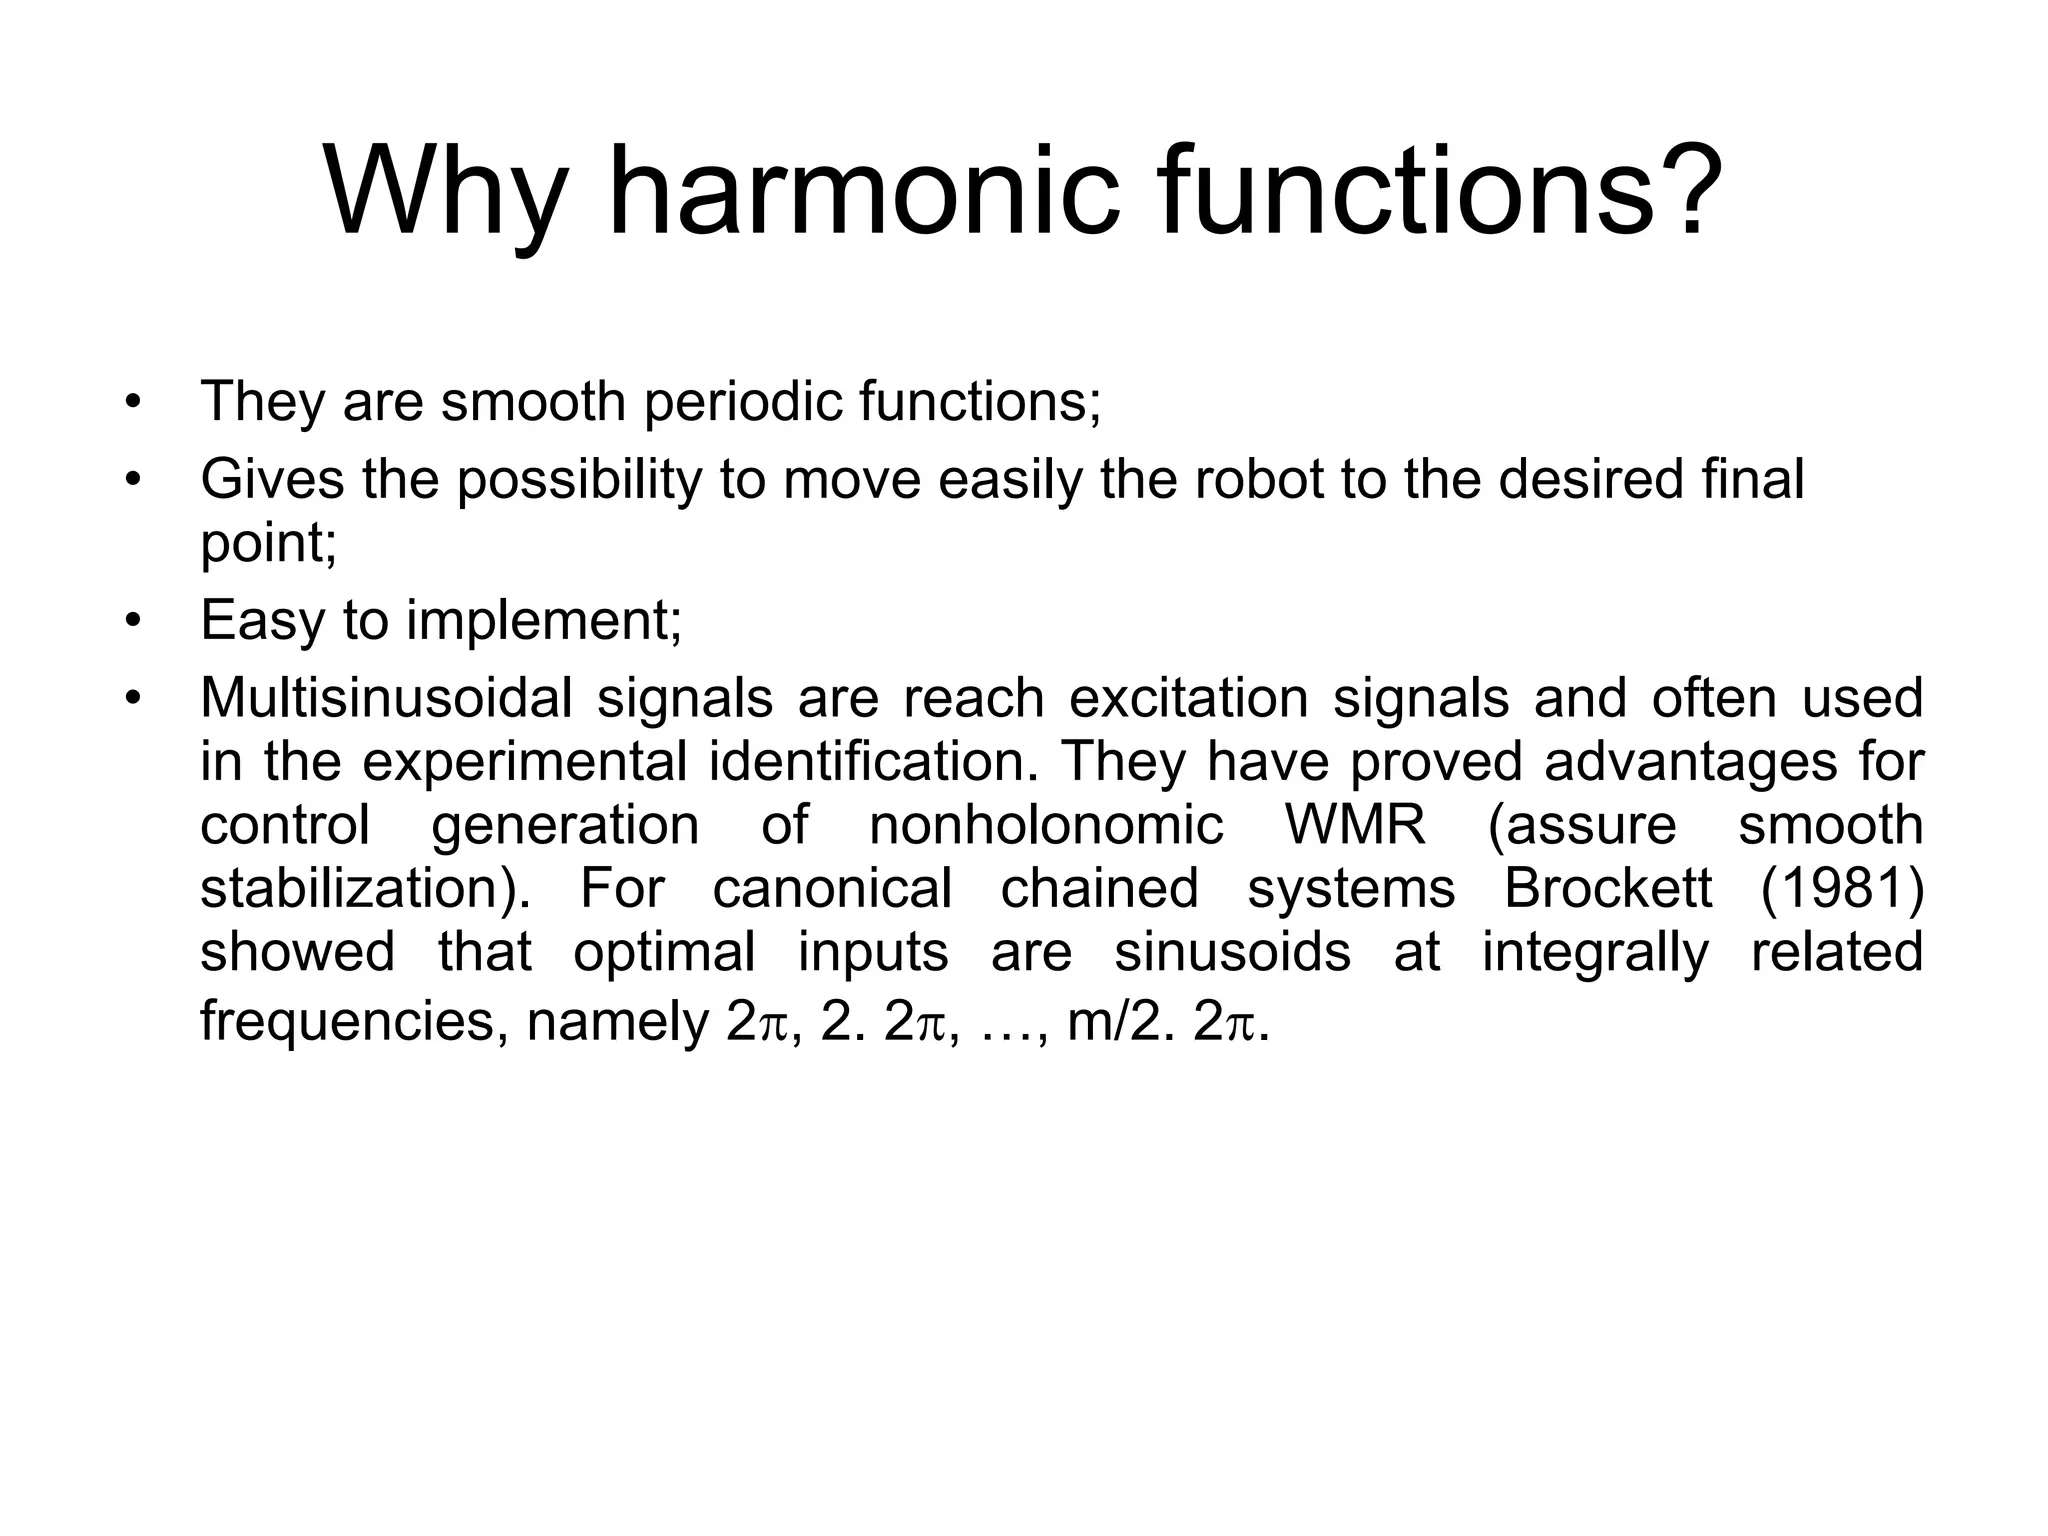 Why harmonic functions?
• They are smooth periodic functions;
• Gives the possibility to move easily the robot to the desired final
point;
• Easy to implement;
• Multisinusoidal signals are reach excitation signals and often used
in the experimental identification. They have proved advantages for
control generation of nonholonomic WMR (assure smooth
stabilization). For canonical chained systems Brockett (1981)
showed that optimal inputs are sinusoids at integrally related
frequencies, namely 2π, 2. 2π, …, m/2. 2π.